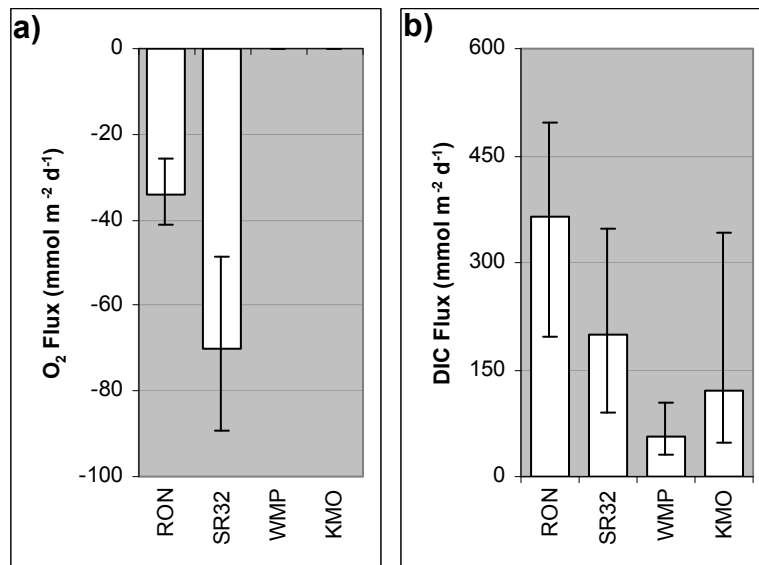 a)
O₂ Flux (mmol m⁻² d⁻¹)
0
-20
-40
-60
-80
-100
RON
SR32
WMP
KMO
b)
DIC Flux (mmol m⁻² d⁻¹)
600
450
300
150
0
RON
SR32
WMP
KMO